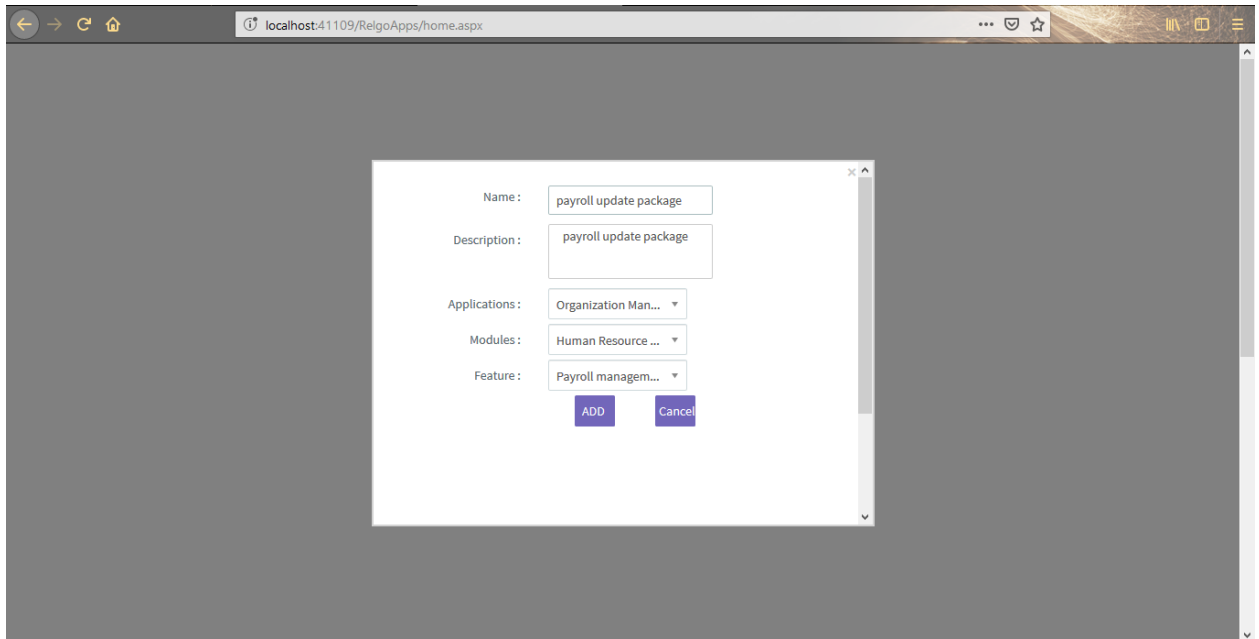 localhost:41109/RelgoApps/home.aspx
×
Name :
payroll update package
Description :
payroll update package
Applications :
Organization Man...
Modules :
Human Resource ...
Feature :
Payroll managem...
ADD
Cancel